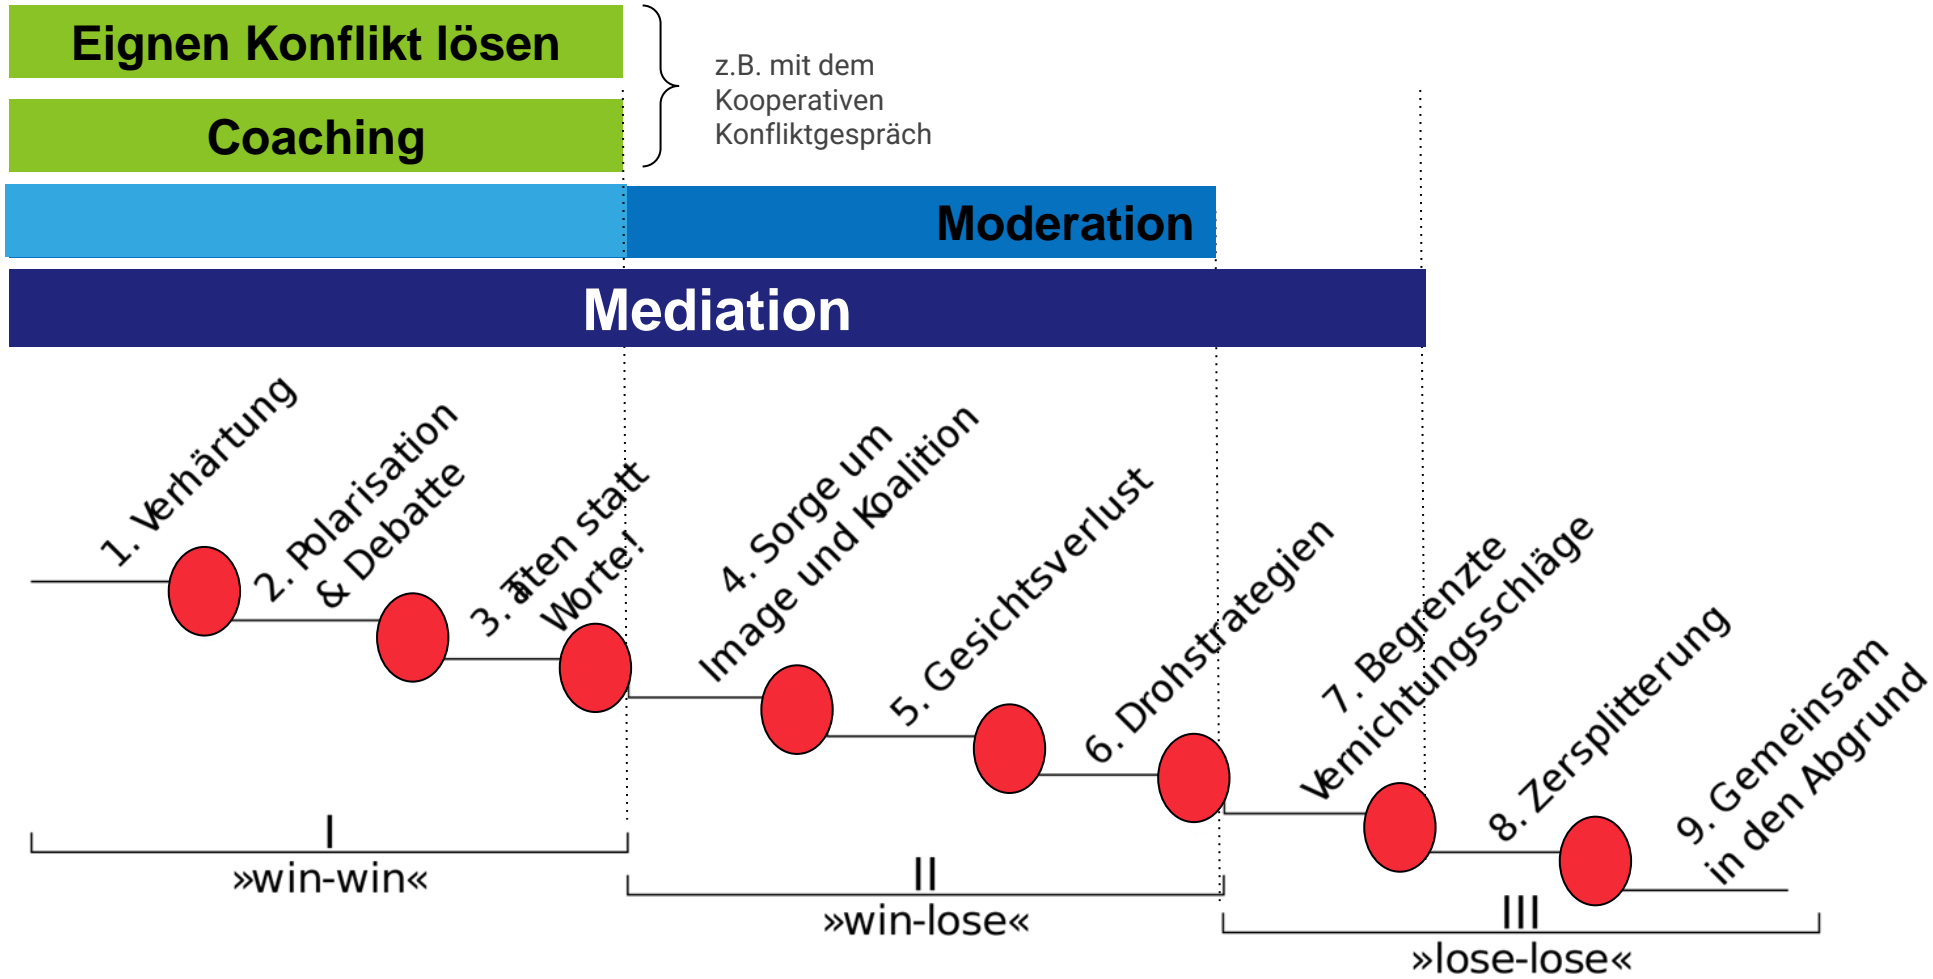 Eignen Konflikt lösen
z.B. mit dem
Kooperativen
Konfliktgespräch
Coaching
Moderation
Mediation
1. Verhärtung
2. Polarisation
& Debatte
3. Taten statt
Worte!
4. Sorge um
Image und Koalition
5. Gesichtsverlust
6. Drohstrategien
7. Begrenzte
Vernichtungsschläge
8. Zersplitterung
9. Gemeinsam
in den Abgrund
I
»win-win«
II
»win-lose«
III
»lose-lose«